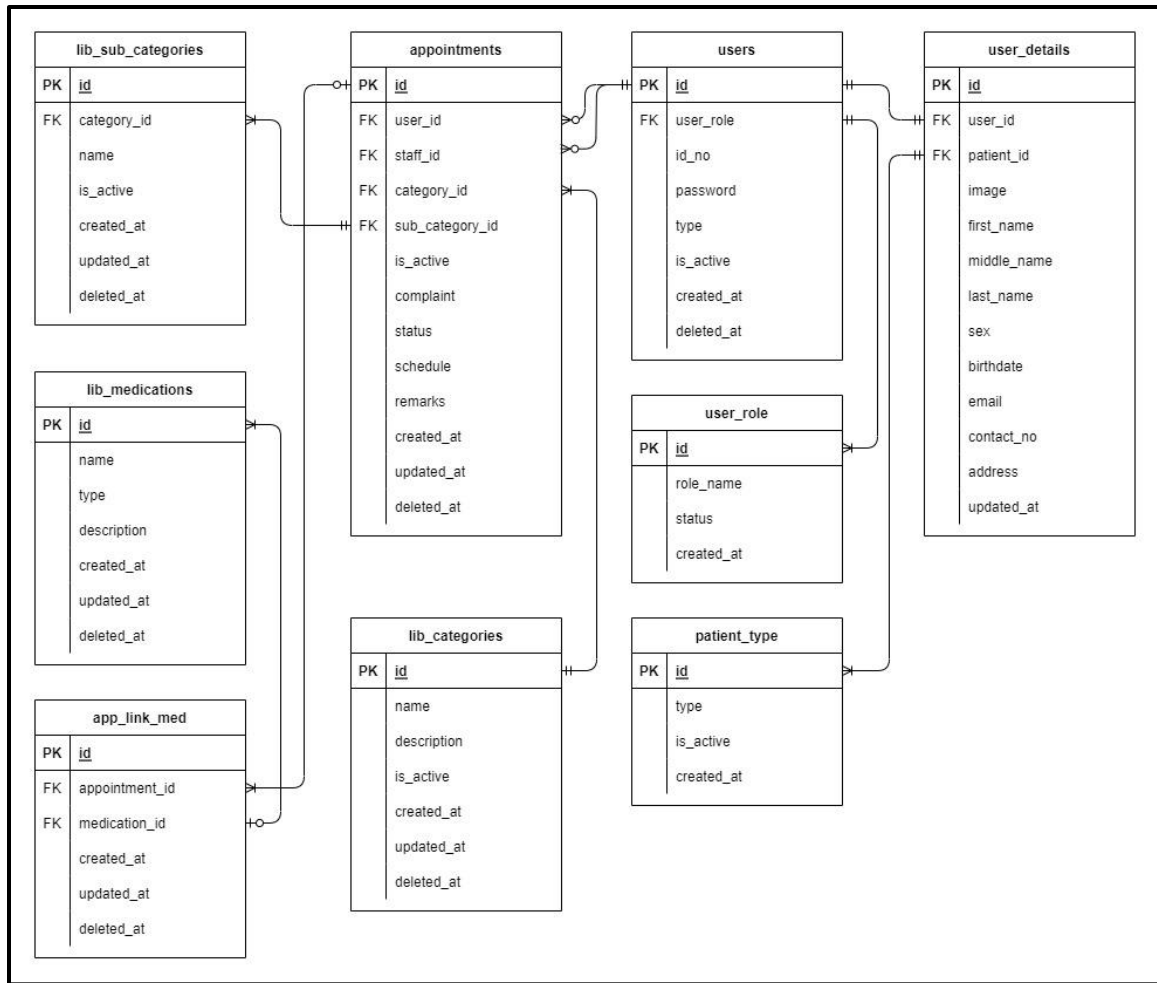 lib_sub_categories
PK id
FK category_id
name
is_active
created_at
updated_at
deleted_at
appointments
PK id
FK user_id
FK staff_id
FK category_id
FK sub_category_id
is_active
complaint
status
schedule
remarks
created_at
updated_at
deleted_at
users
PK id
FK user_role
id_no
password
type
is_active
created_at
deleted_at
user_details
PK id
FK user_id
FK patient_id
image
first_name
middle_name
last_name
sex
birthdate
email
contact_no
address
updated_at
lib_medications
PK id
name
type
description
created_at
updated_at
deleted_at
user_role
PK id
role_name
status
created_at
app_link_med
PK id
FK appointment_id
FK medication_id
created_at
updated_at
deleted_at
lib_categories
PK id
name
description
is_active
created_at
updated_at
deleted_at
patient_type
PK id
type
is_active
created_at